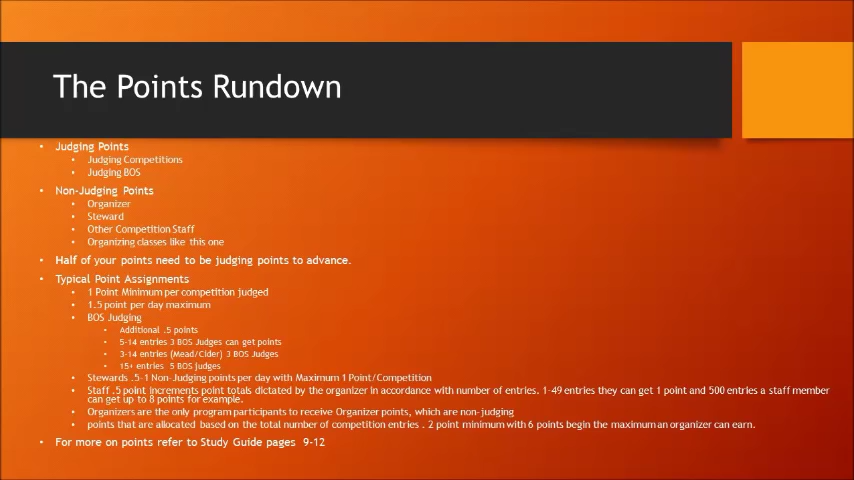 The Points Rundown
• Judging Points
• Judging Competitions
• Judging BOS
• Non-Judging Points
• Organizer
• Steward
• Other Competition Staff
• Organizing classes like this one
• Half of your points need to be judging points to advance.
• Typical Point Assignments
• 1 Point Minimum per competition judged
• 1.5 point per day maximum
• BOS Judging
• Additional .5 points
• 5-14 entries 3 BOS Judges can get points
• 3-14 entries (Mead/Cider) 3 BOS Judges
• 15+ entries 5 BOS judges
• Stewards .5-1 Non-Judging points per day with Maximum 1 Point/Competition
• Staff .5 point increments point totals dictated by the organizer in accordance with number of entries. 1-49 entries they can get 1 point and 500 entries a staff member
can get up to 8 points for example.
• Organizers are the only program participants to receive Organizer points, which are non-judging
• points that are allocated based on the total number of competition entries . 2 point minimum with 6 points begin the maximum an organizer can earn.
• For more on points refer to Study Guide pages 9-12